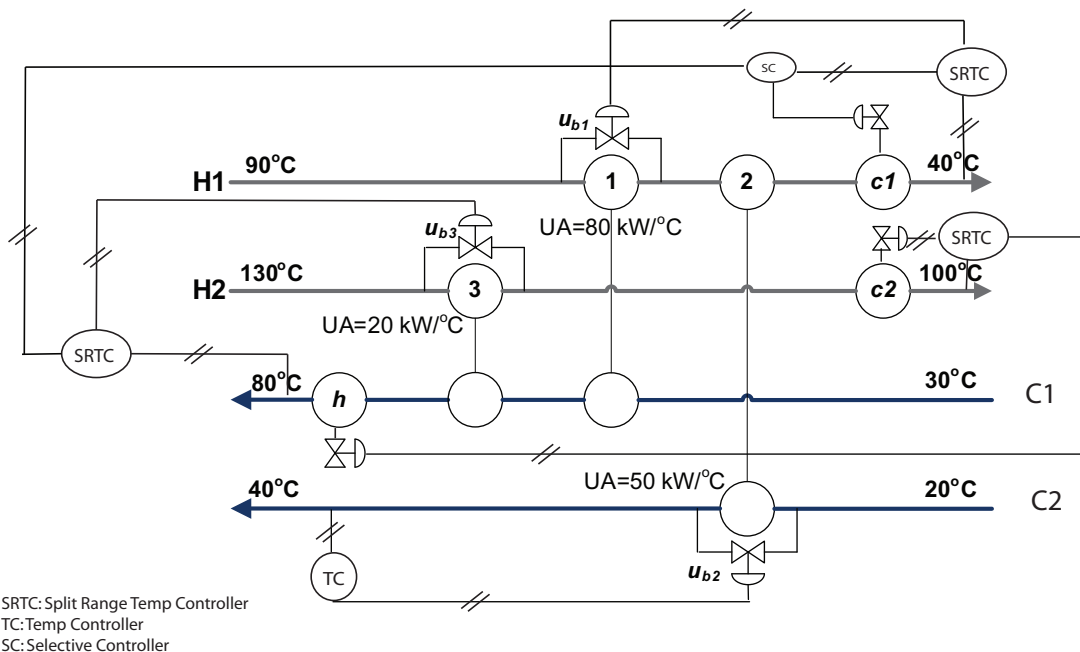 SC
SRTC
u_b1
H1
90°C
1
2
c1
40°C
UA=80 kW/°C
u_b3
SRTC
H2
130°C
3
c2
100°C
UA=20 kW/°C
SRTC
80°C
h
30°C
C1
UA=50 kW/°C
40°C
20°C
C2
u_b2
TC
SRTC: Split Range Temp Controller
TC: Temp Controller
SC: Selective Controller